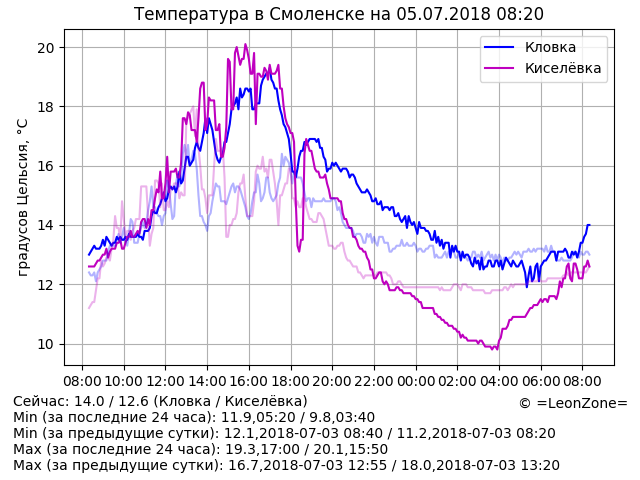 Температура в Смоленске на 05.07.2018 08:20
Кловка
Киселёвка
градусов Цельсия, °C
20
18
16
14
12
10
08:00 10:00 12:00 14:00 16:00 18:00 20:00 22:00 00:00 02:00 04:00 06:00 08:00
Сейчас: 14.0 / 12.6 (Кловка / Киселёвка)
© =LeonZone=
Min (за последние 24 часа): 11.9,05:20 / 9.8,03:40
Min (за предыдущие сутки): 12.1,2018-07-03 08:40 / 11.2,2018-07-03 08:20
Max (за последние 24 часа): 19.3,17:00 / 20.1,15:50
Max (за предыдущие сутки): 16.7,2018-07-03 12:55 / 18.0,2018-07-03 13:20